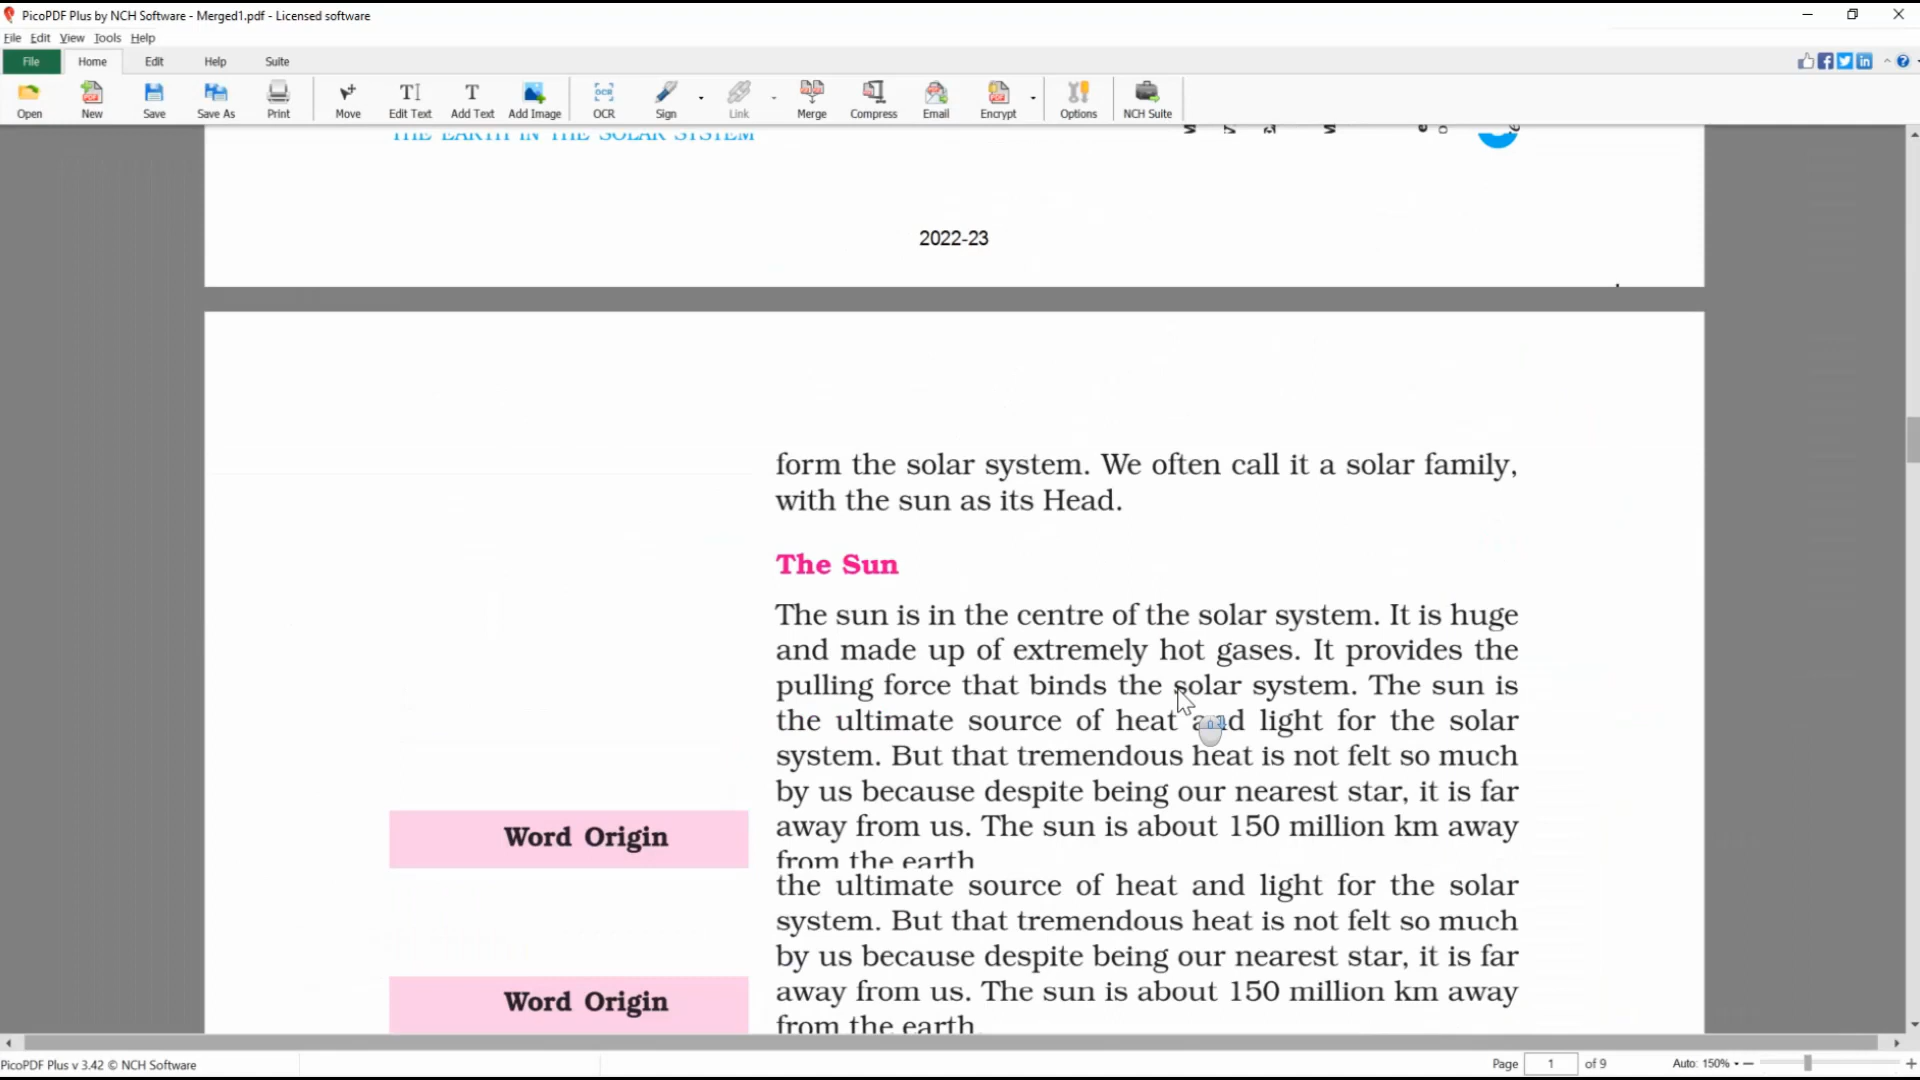 PicoPDF Plus by NCH Software - Merged1.pdf - Licensed software
File Edit View Tools Help
File Home Edit Help Suite
Open New Save Save As Print Move Edit Text Add Text Add Image OCR Sign Link Merge Compress Email Encrypt Options NCH Suite
THE EARTH IN THE SOLAR SYSTEM
2022-23
form the solar system. We often call it a solar family,
with the sun as its Head.
The Sun
The sun is in the centre of the solar system. It is huge
and made up of extremely hot gases. It provides the
pulling force that binds the solar system. The sun is
the ultimate source of heat and light for the solar
system. But that tremendous heat is not felt so much
by us because despite being our nearest star, it is far
away from us. The sun is about 150 million km away
from the earth
Word Origin
the ultimate source of heat and light for the solar
system. But that tremendous heat is not felt so much
by us because despite being our nearest star, it is far
away from us. The sun is about 150 million km away
from the earth.
Word Origin
PicoPDF Plus v 3.42 © NCH Software
Page 1 of 9
Auto: 150%